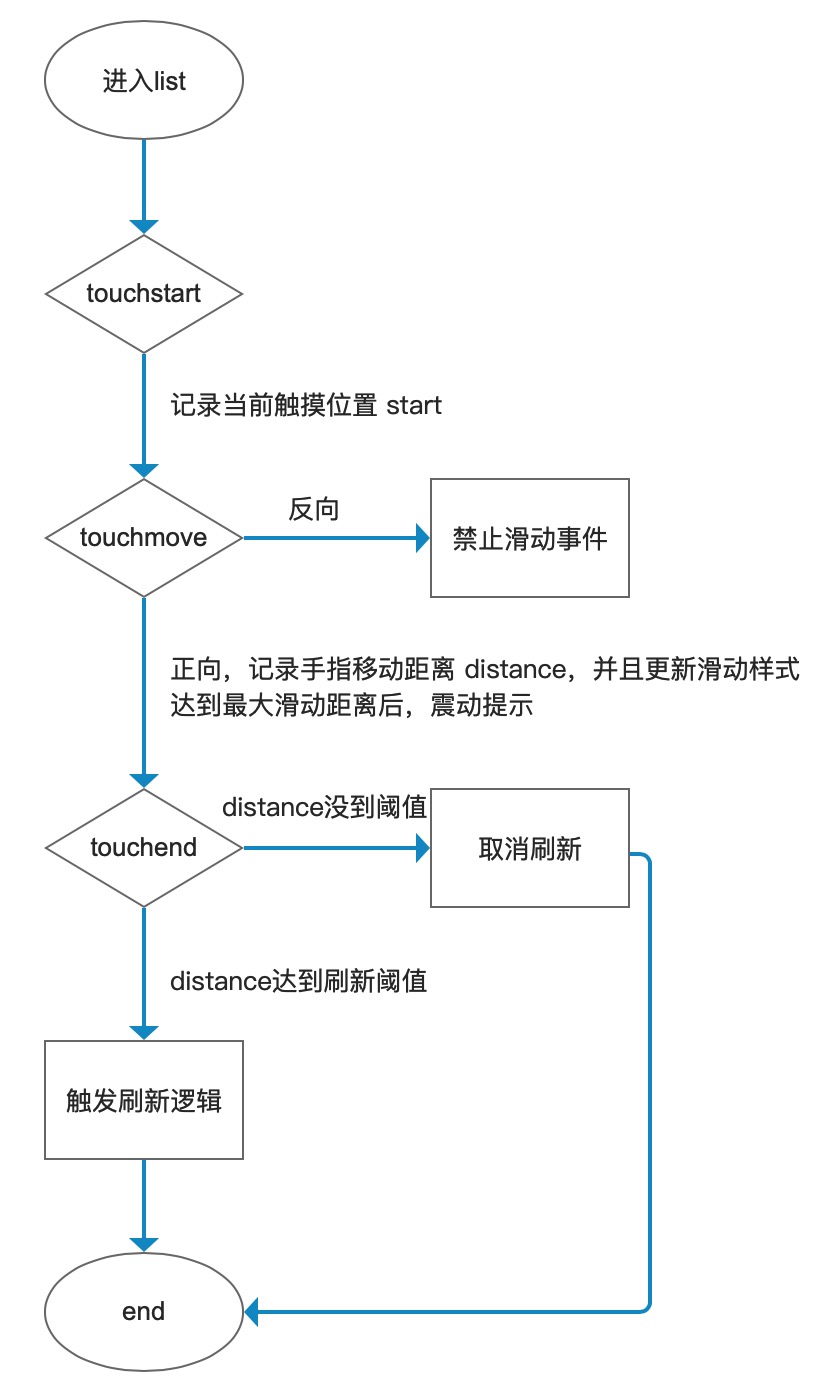 进入list
touchstart
记录当前触摸位置 start
反向
touchmove
禁止滑动事件
正向，记录手指移动距离 distance，并且更新滑动样式
达到最大滑动距离后，震动提示
distance没到阈值
touchend
取消刷新
distance达到刷新阈值
触发刷新逻辑
end